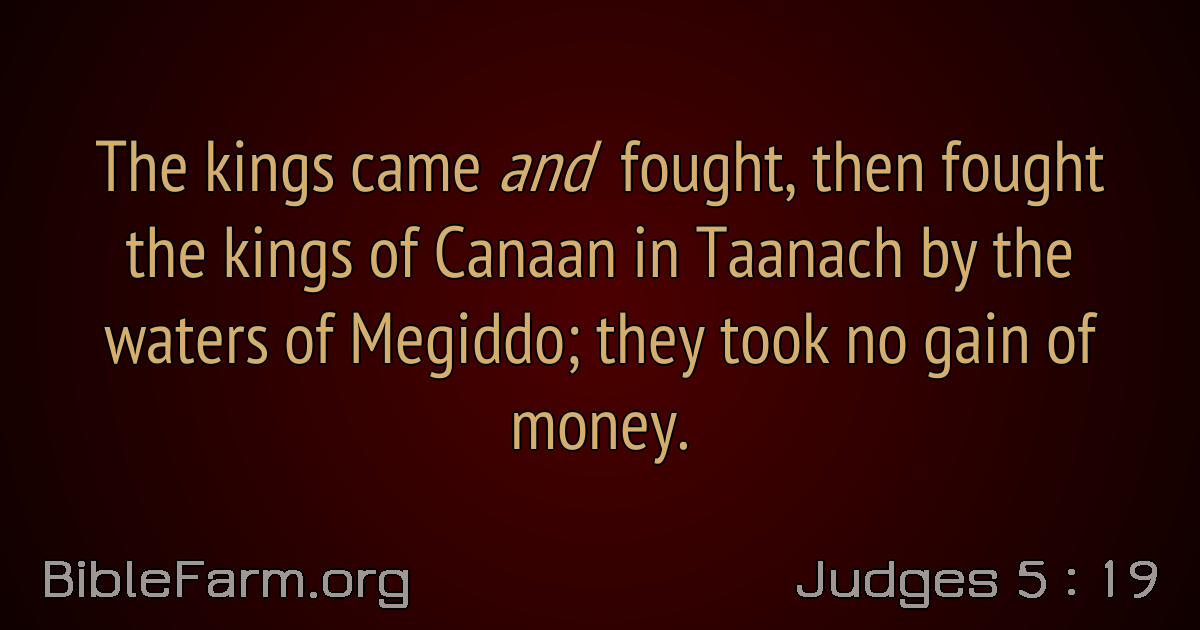 The kings came and fought, then fought
the kings of Canaan in Taanach by the
waters of Megiddo; they took no gain of
money.
BibleFarm.org
Judges 5 : 19